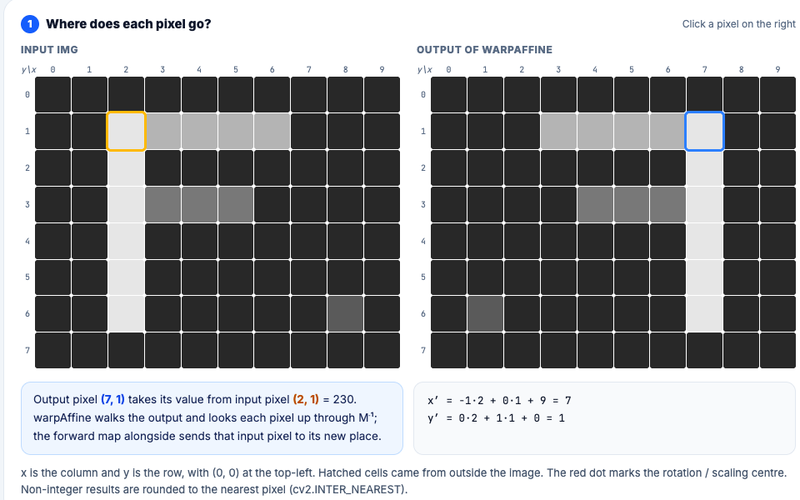 1 Where does each pixel go?
Click a pixel on the right
INPUT IMG
OUTPUT OF WARPAFFINE
y\x 0 1 2 3 4 5 6 7 8 9
y\x 0 1 2 3 4 5 6 7 8 9
0
0
1
1
2
2
3
3
4
4
5
5
6
6
7
7
Output pixel (7, 1) takes its value from input pixel (2, 1) = 230.
warpAffine walks the output and looks each pixel up through M⁻¹;
the forward map alongside sends that input pixel to its new place.
x′ = -1·2 + 0·1 + 9 = 7
y′ = 0·2 + 1·1 + 0 = 1
x is the column and y is the row, with (0, 0) at the top-left. Hatched cells came from outside the image. The red dot marks the rotation / scaling centre.
Non-integer results are rounded to the nearest pixel (cv2.INTER_NEAREST).